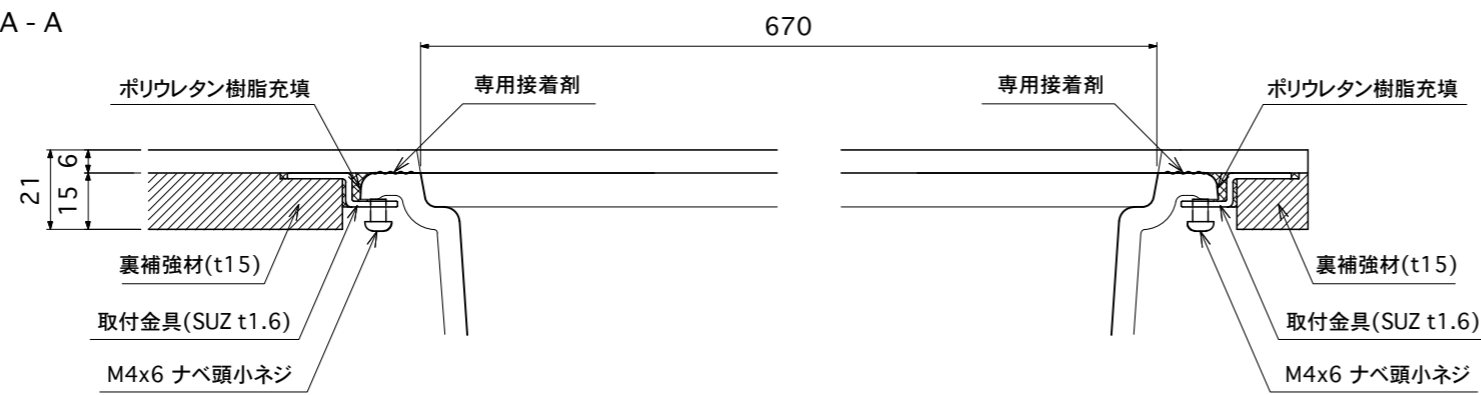 A - A
670
ポリウレタン樹脂充填
専用接着剤
専用接着剤
ポリウレタン樹脂充填
21
6
15
裏補強材(t15)
裏補強材(t15)
取付金具(SUZ t1.6)
取付金具(SUZ t1.6)
M4x6 ナベ頭小ネジ
M4x6 ナベ頭小ネジ